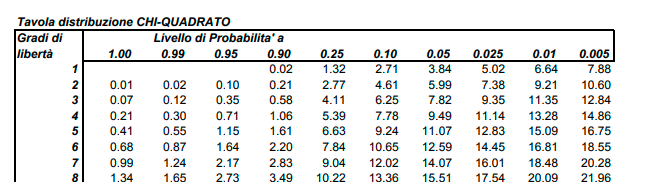 Tavola distribuzione CHI-QUADRATO
Gradi di Livello di Probabilita' a
libertà 1.00 0.99 0.95 0.90 0.25 0.10 0.05 0.025 0.01 0.005
1 0.02 1.32 2.71 3.84 5.02 6.64 7.88
2 0.01 0.02 0.10 0.21 2.77 4.61 5.99 7.38 9.21 10.60
3 0.07 0.12 0.35 0.58 4.11 6.25 7.82 9.35 11.35 12.84
4 0.21 0.30 0.71 1.06 5.39 7.78 9.49 11.14 13.28 14.86
5 0.41 0.55 1.15 1.61 6.63 9.24 11.07 12.83 15.09 16.75
6 0.68 0.87 1.64 2.20 7.84 10.65 12.59 14.45 16.81 18.55
7 0.99 1.24 2.17 2.83 9.04 12.02 14.07 16.01 18.48 20.28
8 1.34 1.65 2.73 3.49 10.22 13.36 15.51 17.54 20.09 21.96